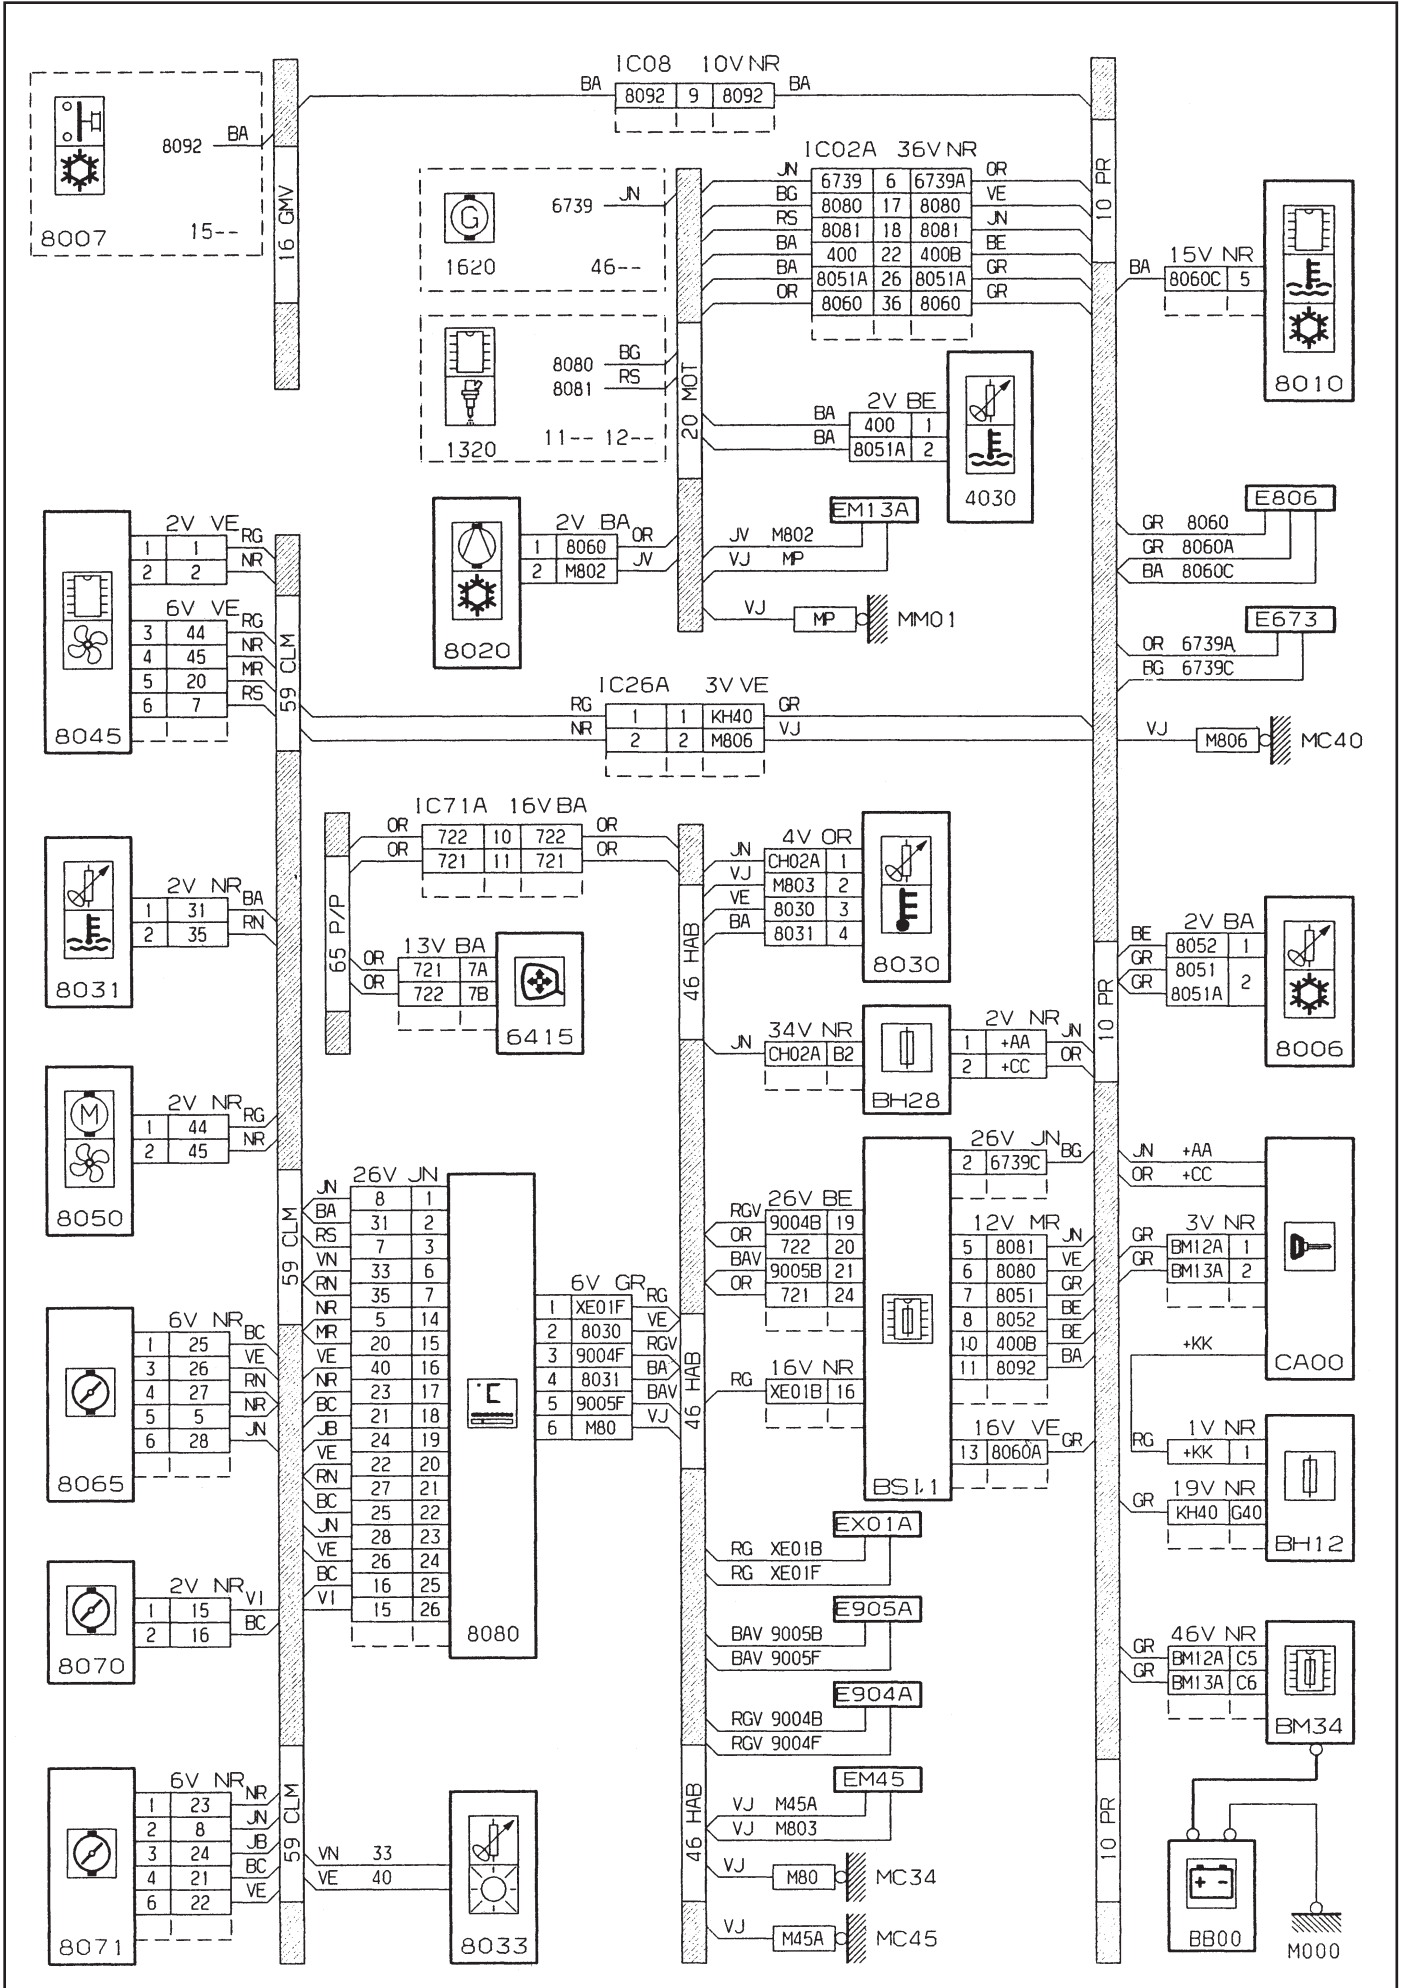 BA
8092
8007
15--
16 GMV
BA
1C08 10V NR
8092 9 8092
BA
JN
6739
1620
46--
BG
8080
RS
8081
1320
11-- 12--
20 MOT
1C02A 36V NR
JN 6739 6 6739A OR
BG 8080 17 8080 VE
RS 8081 18 8081 JN
BA 400 22 400B BE
BA 8051A 26 8051A GR
OR 8060 36 8060 GR
10 PR
15V NR
BA 8060C 5
8010
2V BE
BA 400 1
BA 8051A 2
4030
2V BA
1 8060 OR
2 M802 JV
8020
EM13A
JV M802
VJ MP
VJ MP MM01
E806
GR 8060
GR 8060A
BA 8060C
E673
OR 6739A
BG 6739C
VJ M806 MC40
2V VE
1 1 RG
2 2 NR
6V VE
3 44 RG
4 45 NR
5 20 MR
6 7 RS
8045
59 CLM
1C26A 3V VE
RG 1 1 KH40 GR
NR 2 2 M806 VJ
2V NR
1 31 BA
2 35 RN
8031
65 P/P
1C71A 16V BA
OR 722 10 722 OR
OR 721 11 721 OR
13V BA
OR 721 7A
OR 722 7B
6415
46 HAB
4V OR
JN CH02A 1
VJ M803 2
VE 8030 3
BA 8031 4
8030
34V NR
JN CH02A B2
BH28
2V NR
1 +AA JN
2 +CC OR
10 PR
2V BA
BE 8052 1
GR 8051 2
GR 8051A
8006
2V NR
1 44 RG
2 45 NR
8050
59 CLM
26V JN
JN 8 1
BA 31 2
RS 7 3
VN 33 6
RN 35 7
NR 5 14
MR 20 15
VE 40 16
NR 23 17
BC 21 18
JB 24 19
VE 22 20
RN 27 21
BC 25 22
JN 28 23
VE 26 24
BC 16 25
VI 15 26
8080
°C
6V GR
1 XE01F RG
2 8030 VE
3 9004F RGV
4 8031 BA
5 9005F BAV
6 M80 VJ
46 HAB
26V BE
RGV 9004B 19
OR 722 20
BAV 9005B 21
OR 721 24
16V NR
RG XE01B 16
BSI.1
26V JN
2 6739C BG
12V MR
5 8081 JN
6 8080 VE
7 8051 GR
8 8052 BE
10 400B BE
11 8092 BA
16V VE
13 8060A GR
JN +AA
OR +CC
3V NR
GR BM12A 1
GR BM13A 2
+KK
CA00
1V NR
RG +KK 1
19V NR
GR KH40 G40
BH12
46V NR
GR BM12A C5
GR BM13A C6
BM34
+ -
BB00
M000
10 PR
6V NR
1 25 BC
3 26 VE
4 27 RN
5 5 NR
6 28 JN
8065
2V NR
1 15 VI
2 16 BC
8070
6V NR
1 23 NR
2 8 JN
3 24 JB
4 21 BC
6 22 VE
8071
59 CLM
VN 33
VE 40
8033
EX01A
RG XE01B
RG XE01F
E905A
BAV 9005B
BAV 9005F
E904A
RGV 9004B
RGV 9004F
46 HAB
EM45
VJ M45A
VJ M803
VJ M80 MC34
VJ M45A MC45
G
M